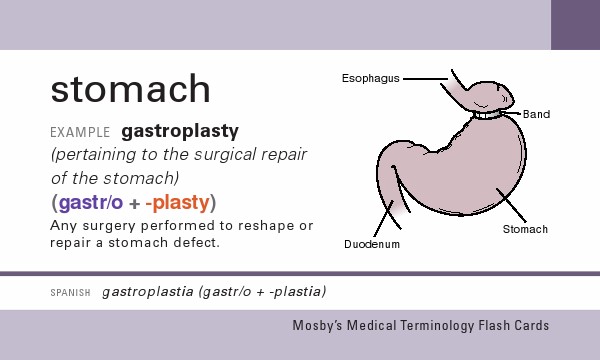 stomach
EXAMPLE gastroplasty
(pertaining to the surgical repair
of the stomach)
(gastr/o + -plasty)
Any surgery performed to reshape or
repair a stomach defect.
Esophagus
Band
Stomach
Duodenum
SPANISH gastroplastia (gastr/o + -plastia)
Mosby's Medical Terminology Flash Cards